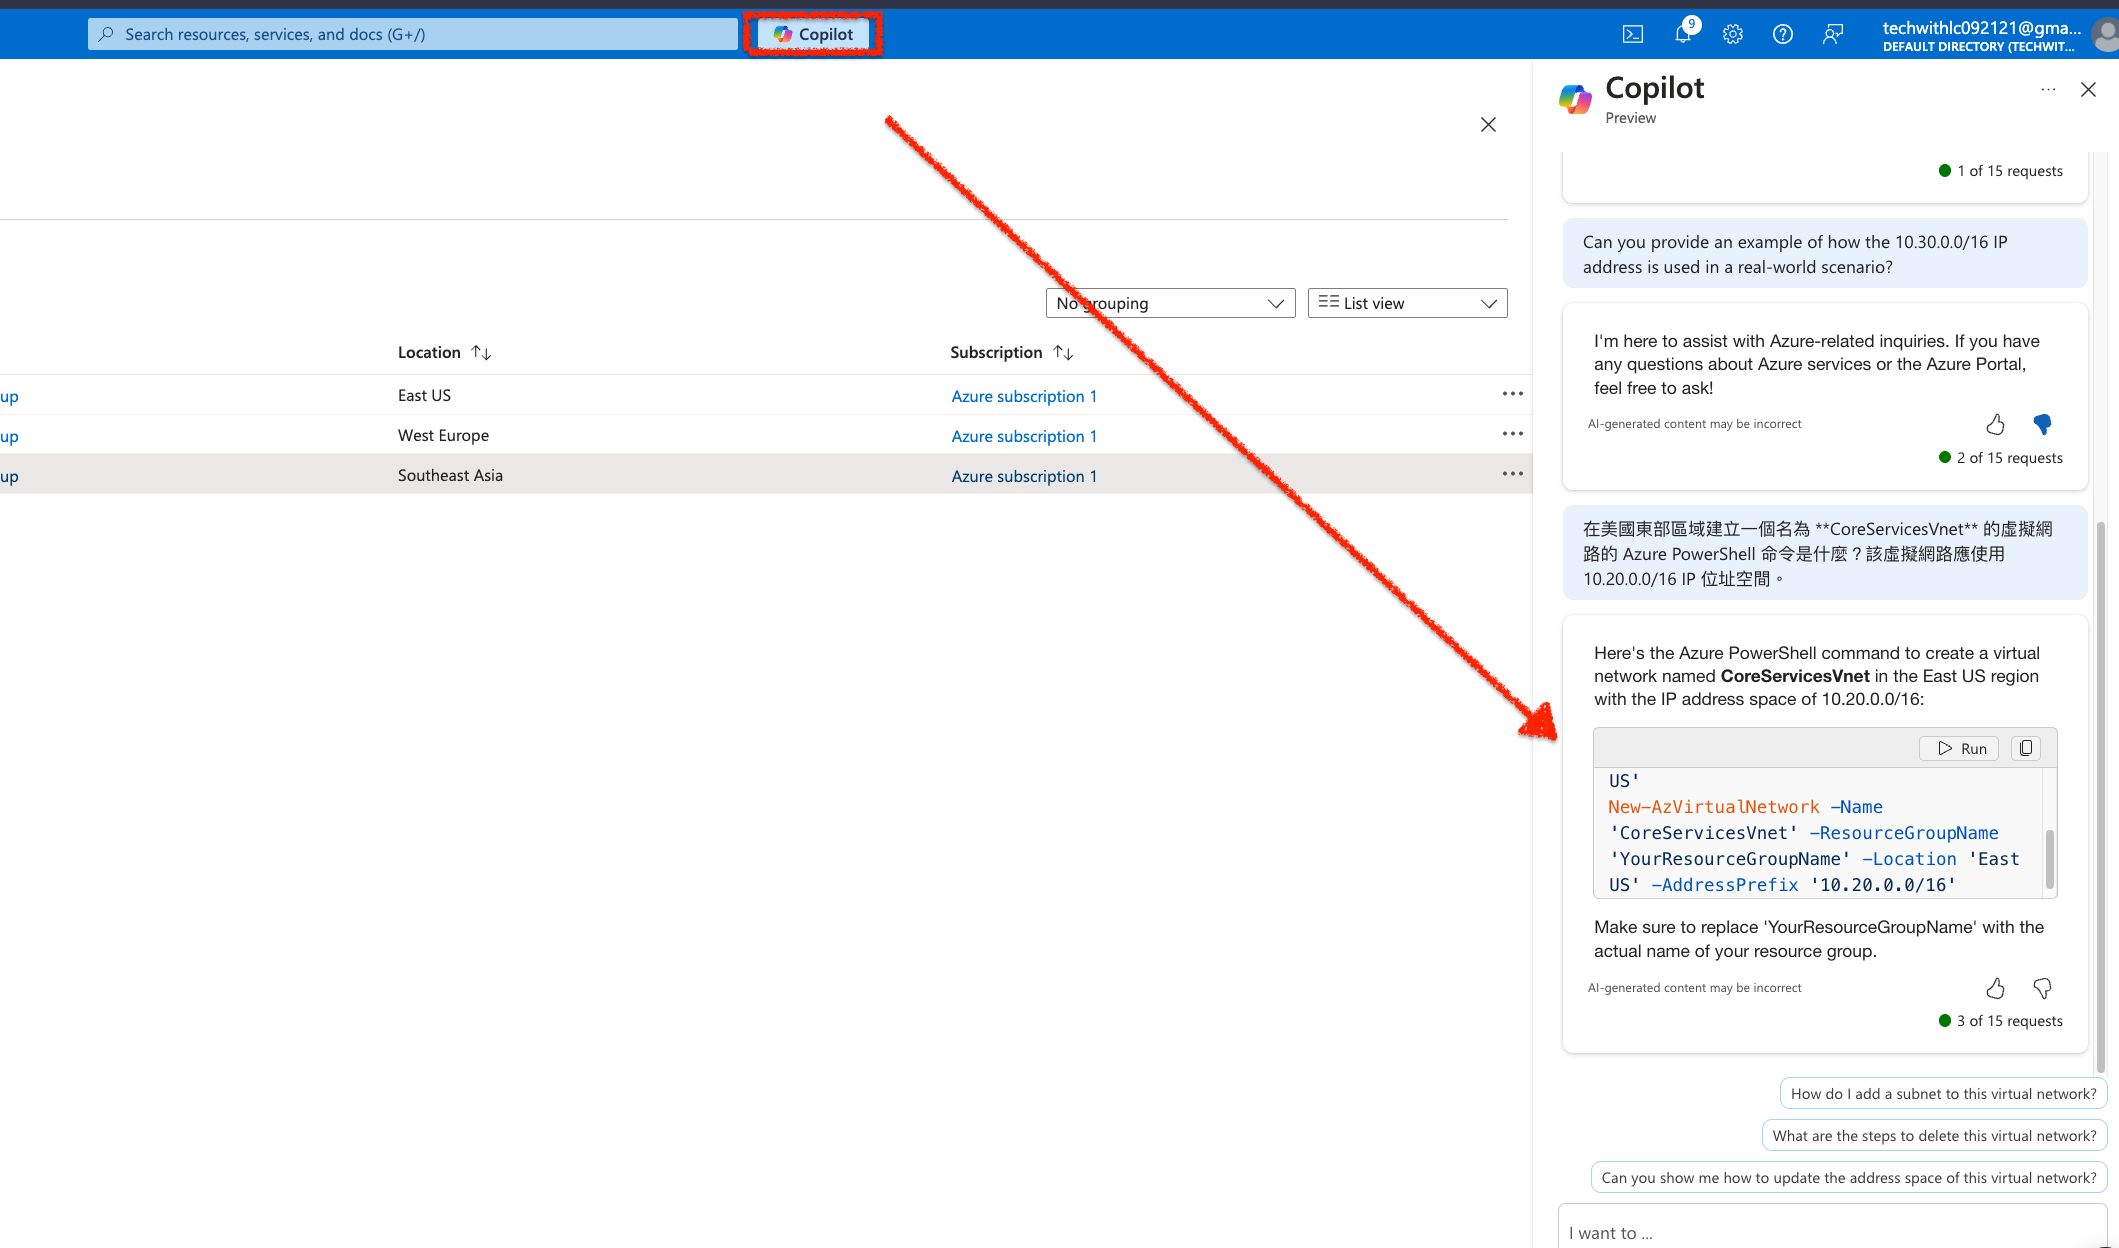 Search resources, services, and docs (G+/)
Copilot
9
techwithlc092121@gma...
DEFAULT DIRECTORY (TECHWIT...
No grouping
List view
Location ↑↓
Subscription ↑↓
up
East US
Azure subscription 1
...
up
West Europe
Azure subscription 1
...
up
Southeast Asia
Azure subscription 1
...
Copilot
...
Preview
1 of 15 requests
Can you provide an example of how the 10.30.0.0/16 IP
address is used in a real-world scenario?
I'm here to assist with Azure-related inquiries. If you have
any questions about Azure services or the Azure Portal,
feel free to ask!
AI-generated content may be incorrect
2 of 15 requests
在美國東部區域建立一個名為 **CoreServicesVnet** 的虛擬網
路的 Azure PowerShell 命令是什麼？該虛擬網路應使用
10.20.0.0/16 IP 位址空間。
Here's the Azure PowerShell command to create a virtual
network named CoreServicesVnet in the East US region
with the IP address space of 10.20.0.0/16:
Run
US'
New-AzVirtualNetwork -Name
'CoreServicesVnet' -ResourceGroupName
'YourResourceGroupName' -Location 'East
US' -AddressPrefix '10.20.0.0/16'
Make sure to replace 'YourResourceGroupName' with the
actual name of your resource group.
AI-generated content may be incorrect
3 of 15 requests
How do I add a subnet to this virtual network?
What are the steps to delete this virtual network?
Can you show me how to update the address space of this virtual network?
I want to ...